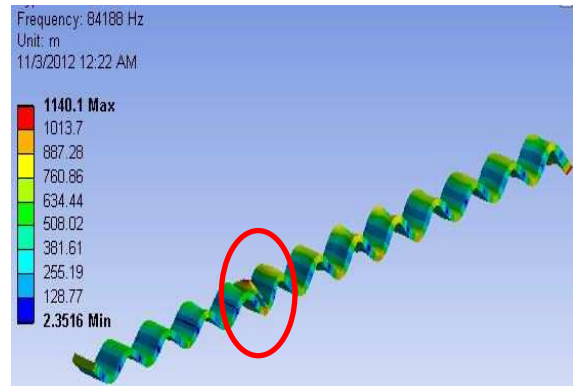 Frequency: 84188 Hz
Unit: m
11/3/2012 12:22 AM
1140.1 Max
1013.7
887.28
760.86
634.44
508.02
381.61
255.19
128.77
2.3516 Min